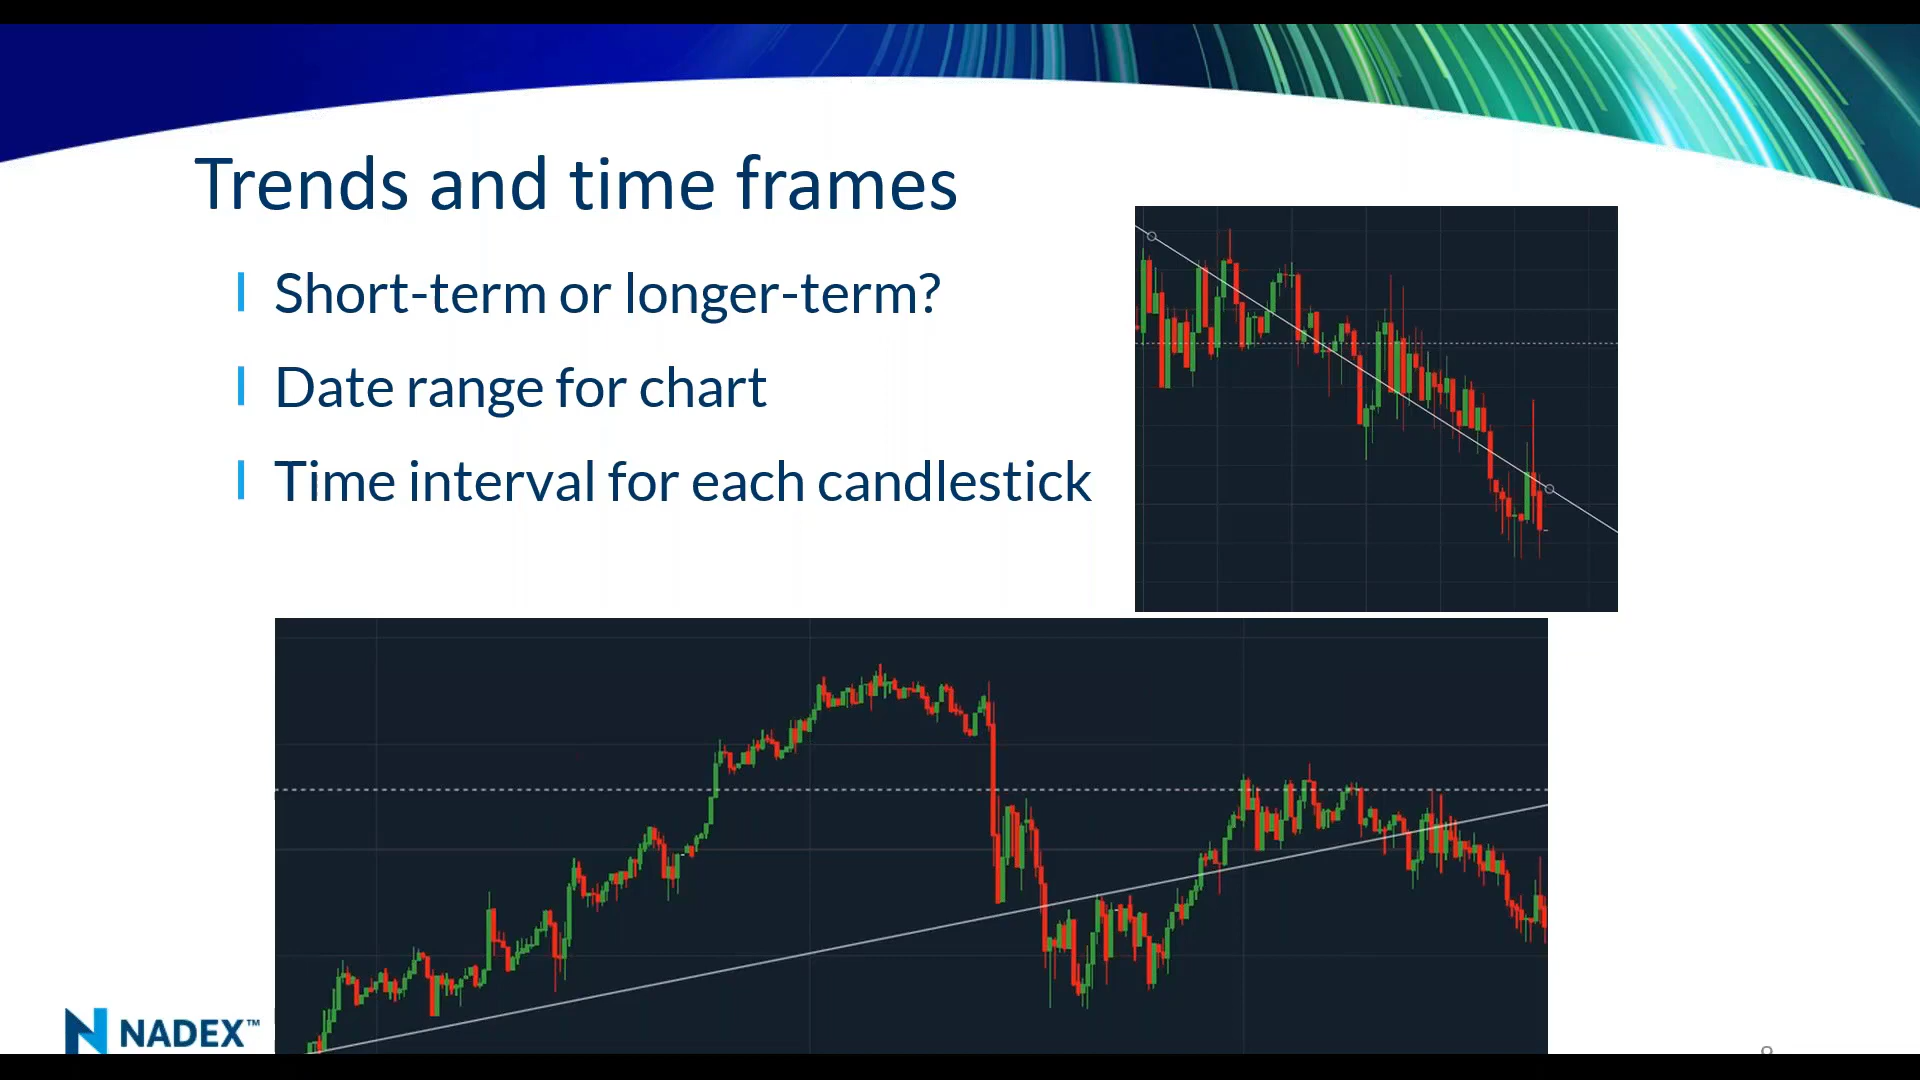 Trends and time frames
Short-term or longer-term?
Date range for chart
Time interval for each candlestick
NADEX™